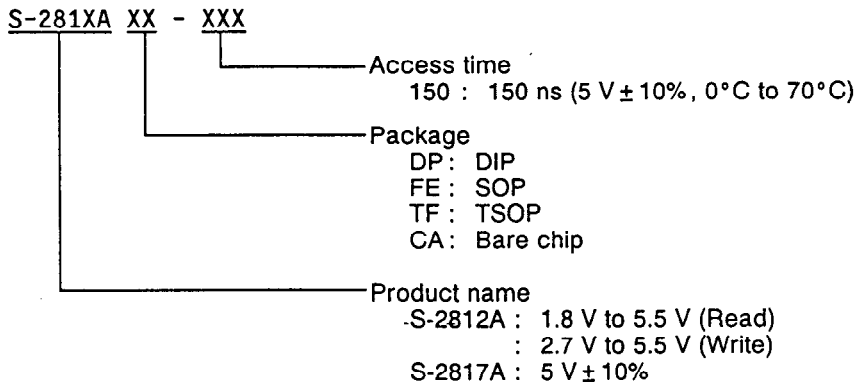 S-281XA XX - XXX
Access time
150 : 150 ns (5 V ± 10%, 0°C to 70°C)
Package
DP : DIP
FE : SOP
TF : TSOP
CA : Bare chip
Product name
S-2812A : 1.8 V to 5.5 V (Read)
: 2.7 V to 5.5 V (Write)
S-2817A : 5 V ± 10%